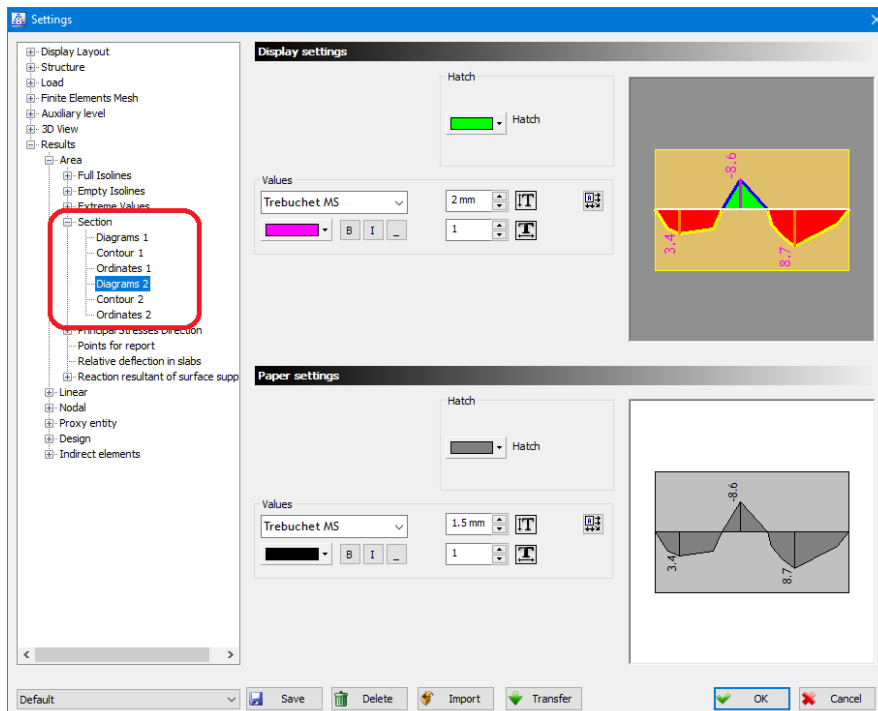 Settings
Display Layout
Structure
Load
Finite Elements Mesh
Auxiliary level
3D View
Results
Area
Full Isolines
Empty Isolines
Extreme Values
Section
Diagrams 1
Contour 1
Ordinates 1
Diagrams 2
Contour 2
Ordinates 2
Principal Stresses Direction
Points for report
Relative deflection in slabs
Reaction resultant of surface supp
Linear
Nodal
Proxy entity
Design
Indirect elements
Display settings
Hatch
Hatch
Values
Trebuchet MS
2 mm
B I _
1
-8.6
3.4
8.7
Paper settings
Hatch
Hatch
Values
Trebuchet MS
1.5 mm
B I _
1
-8.6
3.4
8.7
Default
Save
Delete
Import
Transfer
OK
Cancel